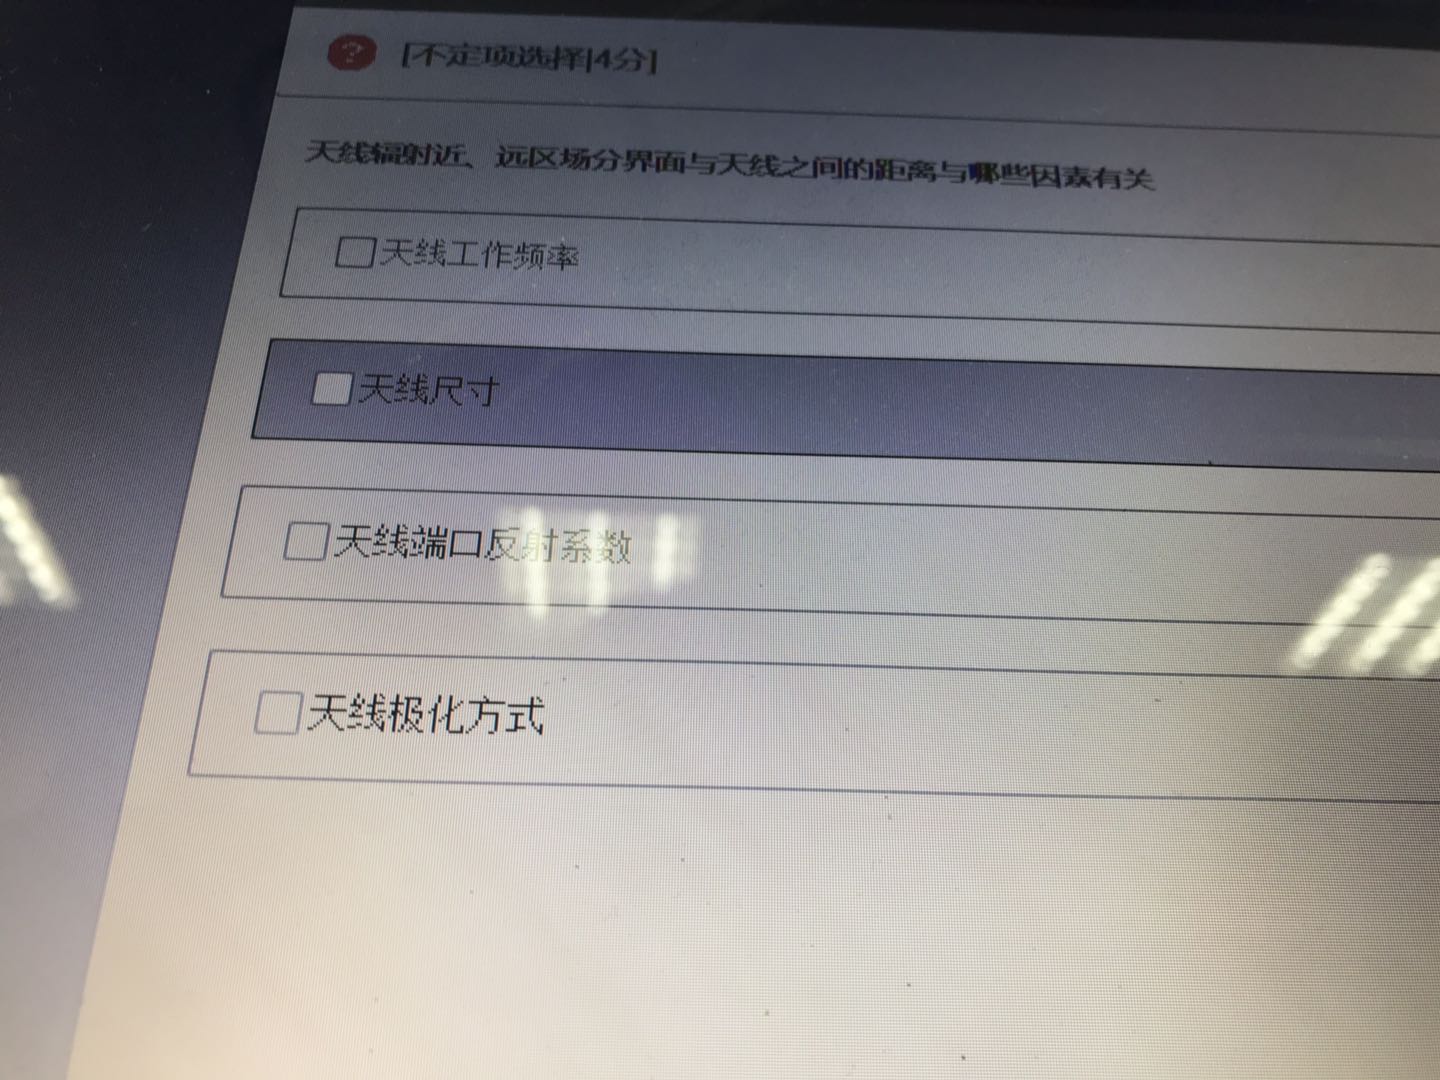 [不定项选择|4分]
天线辐射近、远区场分界面与天线之间的距离与哪些因素有关
天线工作频率
天线尺寸
天线端口反射系数
天线极化方式